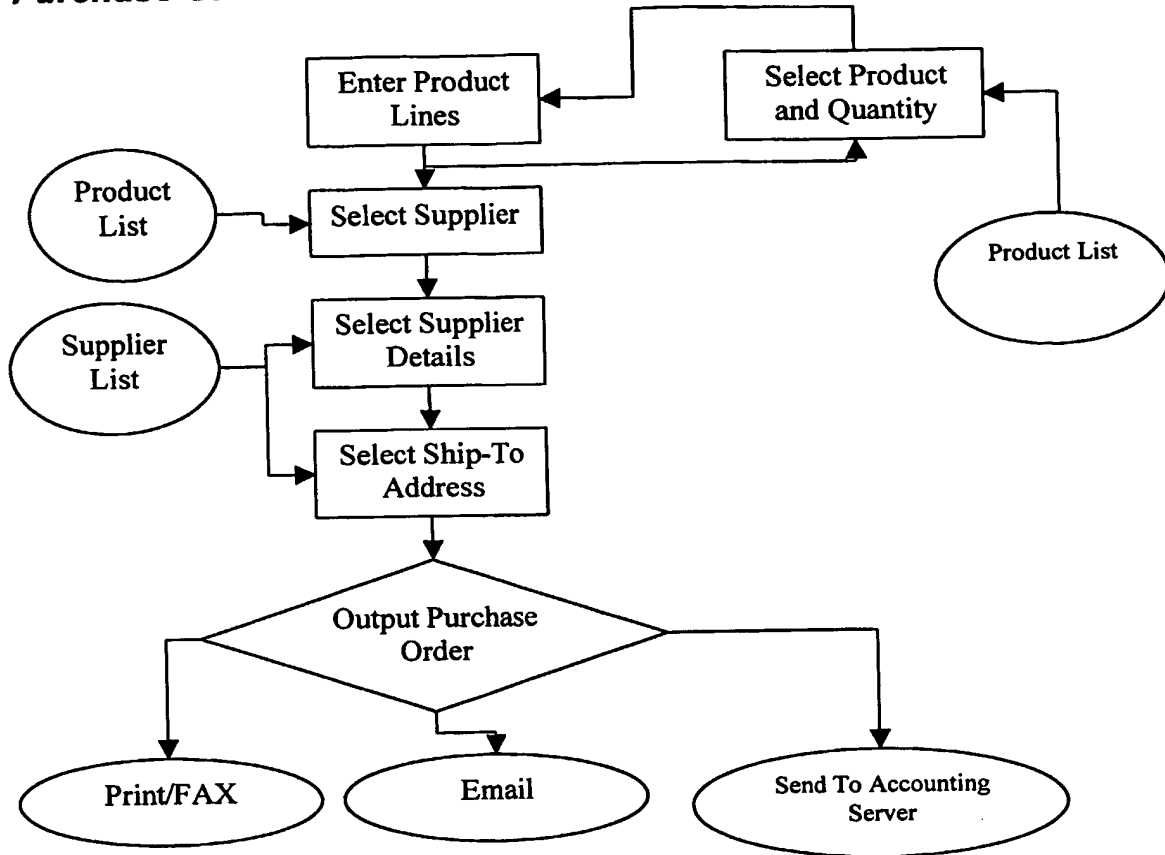 Enter Product
Lines
Select Product
and Quantity
Product
List
Select Supplier
Product List
Supplier
List
Select Supplier
Details
Select Ship-To
Address
Output Purchase
Order
Print/FAX
Email
Send To Accounting
Server